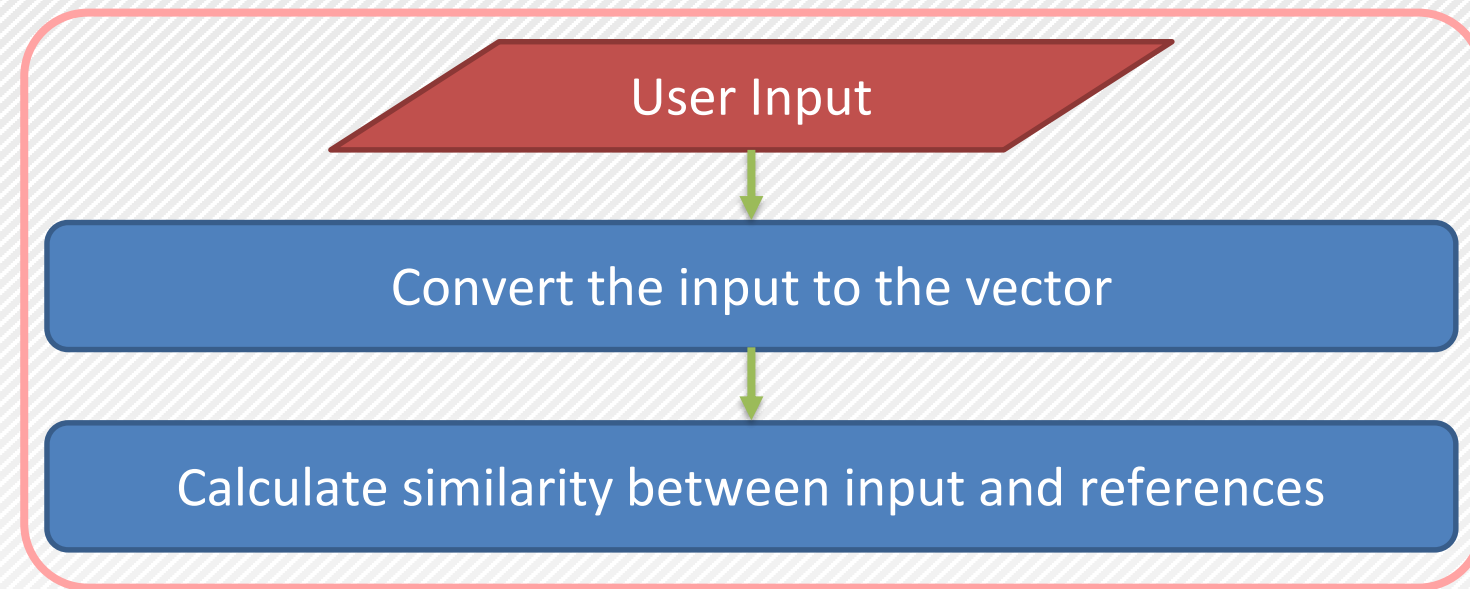 User Input
Convert the input to the vector
Calculate similarity between input and references